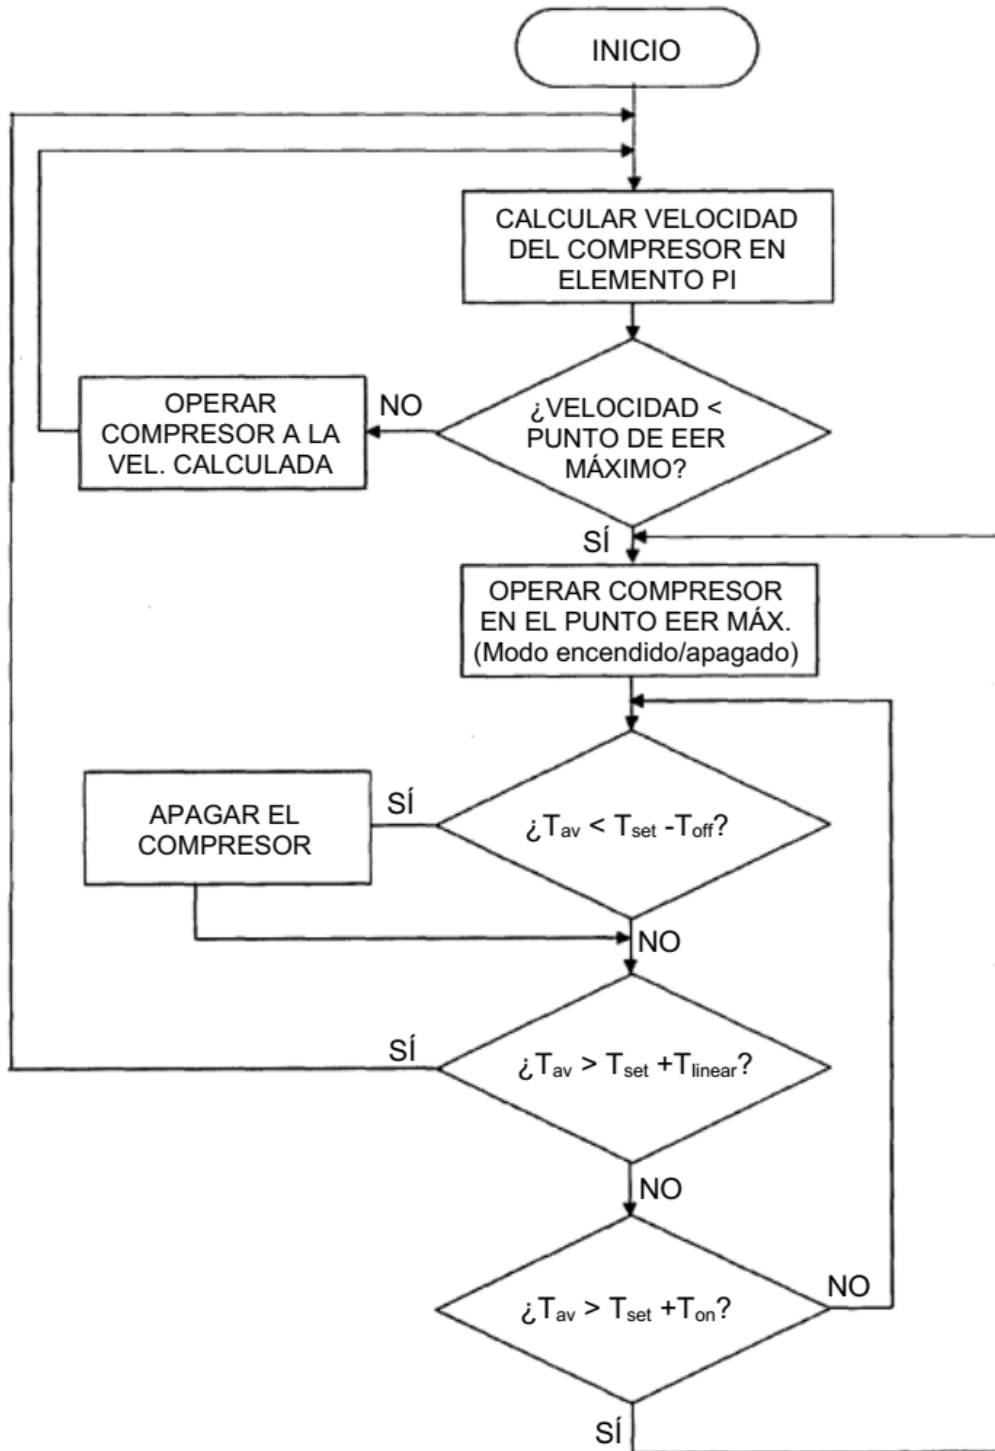 INICIO
CALCULAR VELOCIDAD
DEL COMPRESOR EN
ELEMENTO PI
OPERAR
COMPRESOR A LA
VEL. CALCULADA
NO
¿VELOCIDAD <
PUNTO DE EER
MÁXIMO?
SÍ
OPERAR COMPRESOR
EN EL PUNTO EER MÁX.
(Modo encendido/apagado)
APAGAR EL
COMPRESOR
SÍ
¿Tav < Tset -Toff?
NO
SÍ
¿Tav > Tset +Tlinear?
NO
¿Tav > Tset +Ton?
NO
SÍ